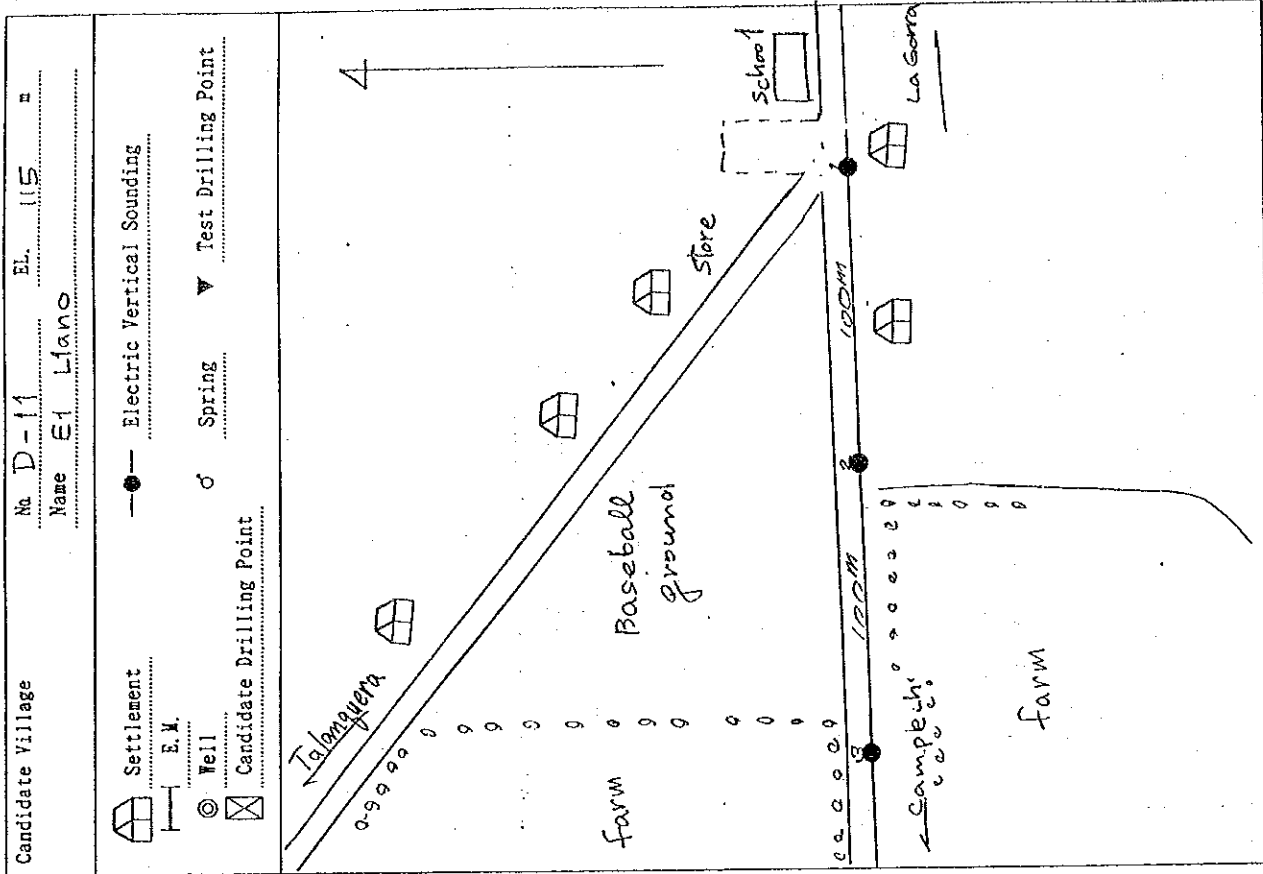 Candidate Village
No D-11 EL. 115 m
Name El Llano
Settlement
Electric Vertical Sounding
E.M.
Well
Spring
Test Drilling Point
Candidate Drilling Point
Talanquera
Store
school
Baseball
ground
farm
100m
100m
1
2
3
La Gorra
farm